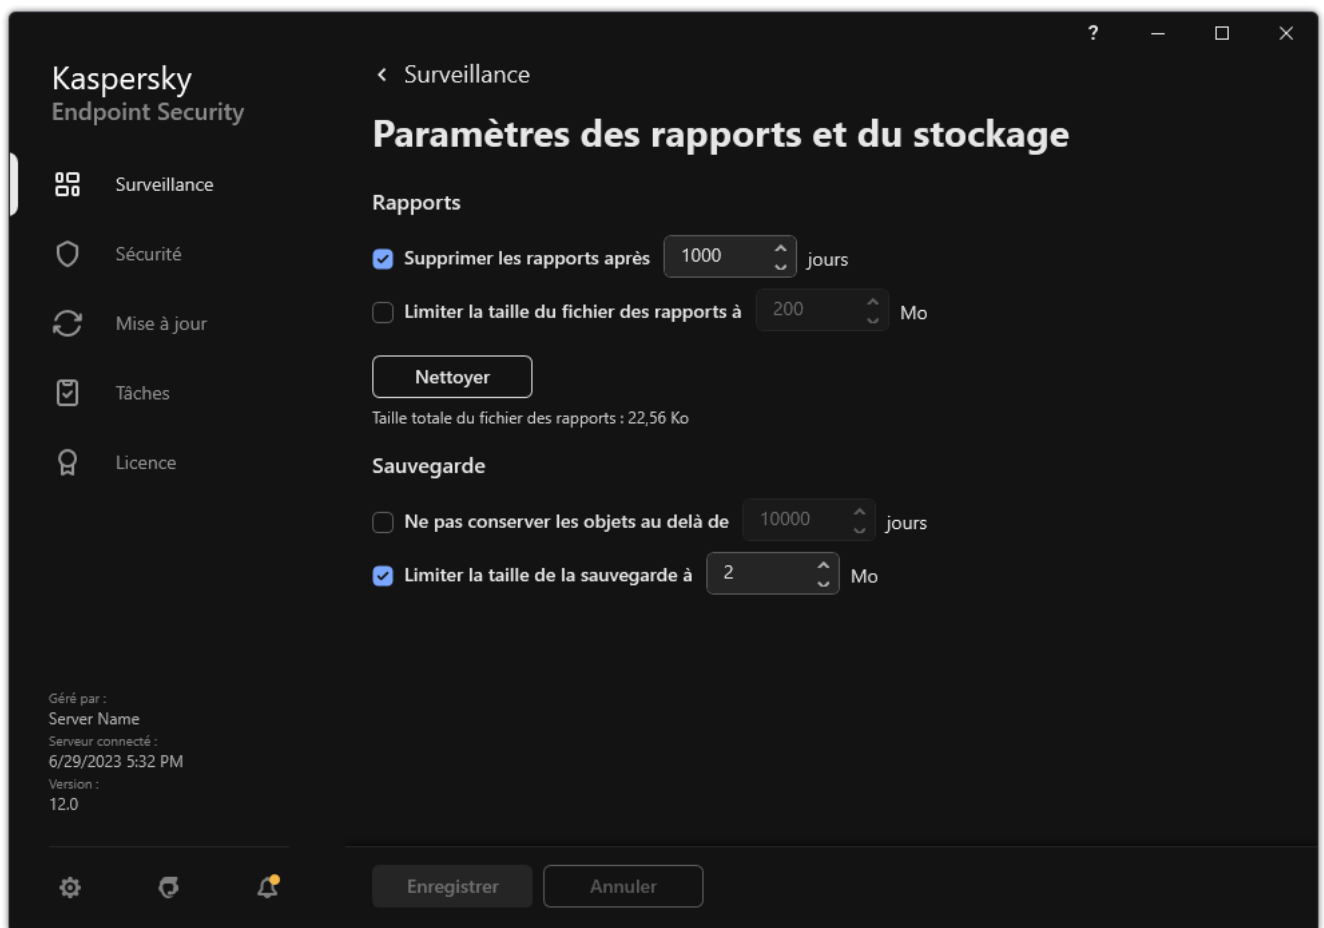 ?
Kaspersky
Endpoint Security
Surveillance
Sécurité
Mise à jour
Tâches
Licence
Géré par :
Server Name
Serveur connecté :
6/29/2023 5:32 PM
Version :
12.0
Surveillance
Paramètres des rapports et du stockage
Rapports
Supprimer les rapports après 1000 jours
Limiter la taille du fichier des rapports à 200 Mo
Nettoyer
Taille totale du fichier des rapports : 22,56 Ko
Sauvegarde
Ne pas conserver les objets au delà de 10000 jours
Limiter la taille de la sauvegarde à 2 Mo
Enregistrer Annuler